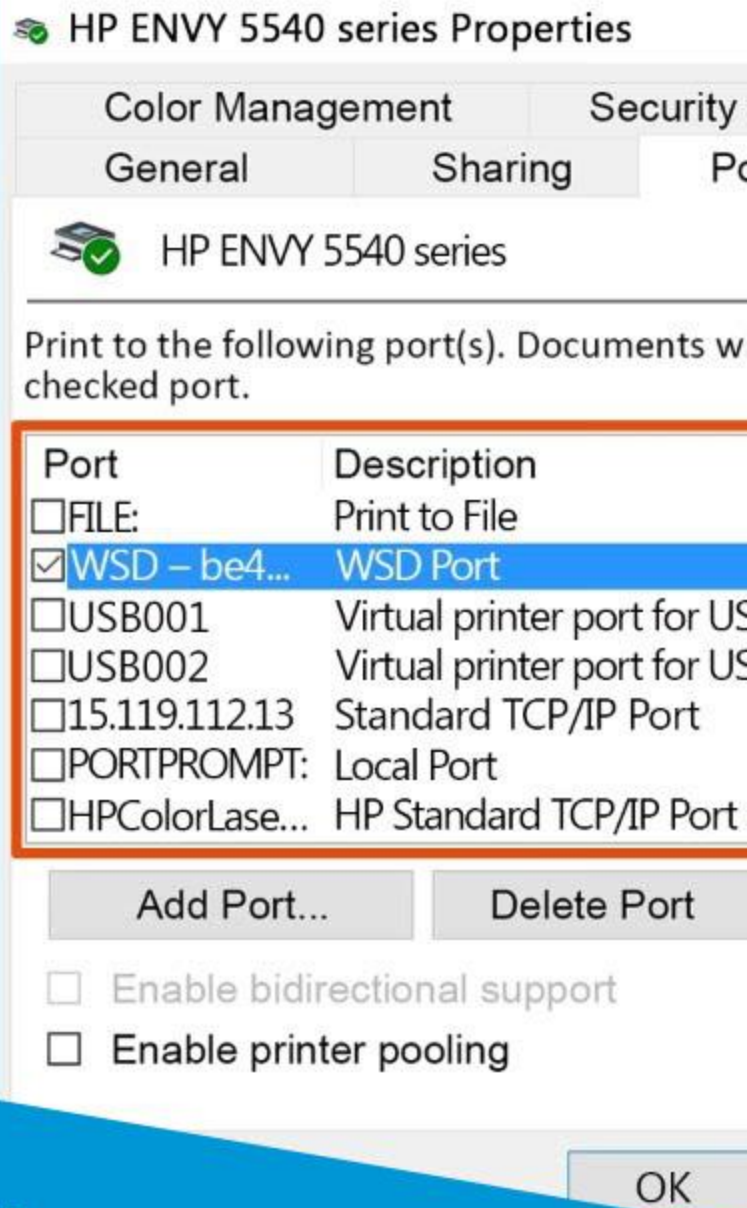 HP ENVY 5540 series Properties
Color Management Security
General Sharing
HP ENVY 5540 series
Print to the following port(s). Documents
checked port.
Port Description
FILE: Print to File
WSD – be4... WSD Port
USB001 Virtual printer port for
USB002 Virtual printer port for
15.119.112.13 Standard TCP/IP Port
PORTPROMPT: Local Port
HPColorLase... HP Standard TCP/IP Port
Add Port... Delete Port
Enable bidirectional support
Enable printer pooling
OK